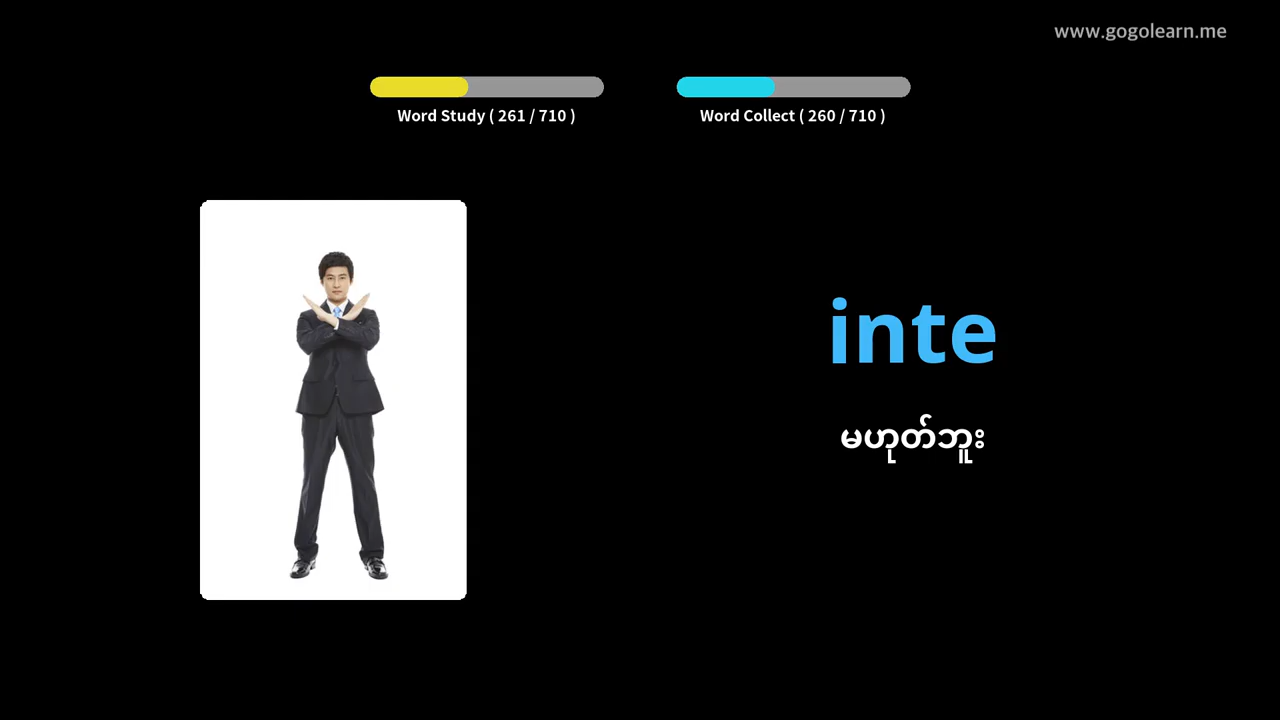 www.gogolearn.me
Word Study ( 261 / 710 )
Word Collect ( 260 / 710 )
inte
မဟုတ်ဘူး